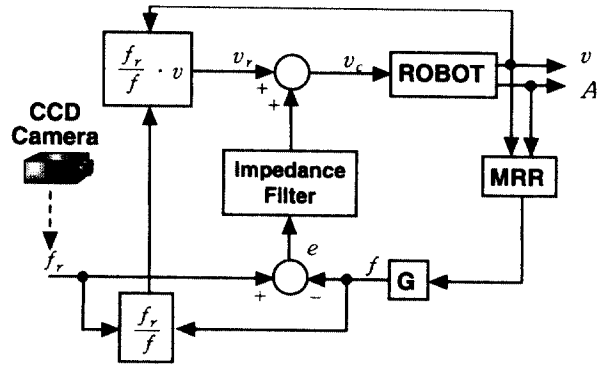 f_r / f · v
v_r
+
+
v_c
ROBOT
v
A
CCD
Camera
Impedance
Filter
MRR
e
f_r
+
−
f
G
f_r / f